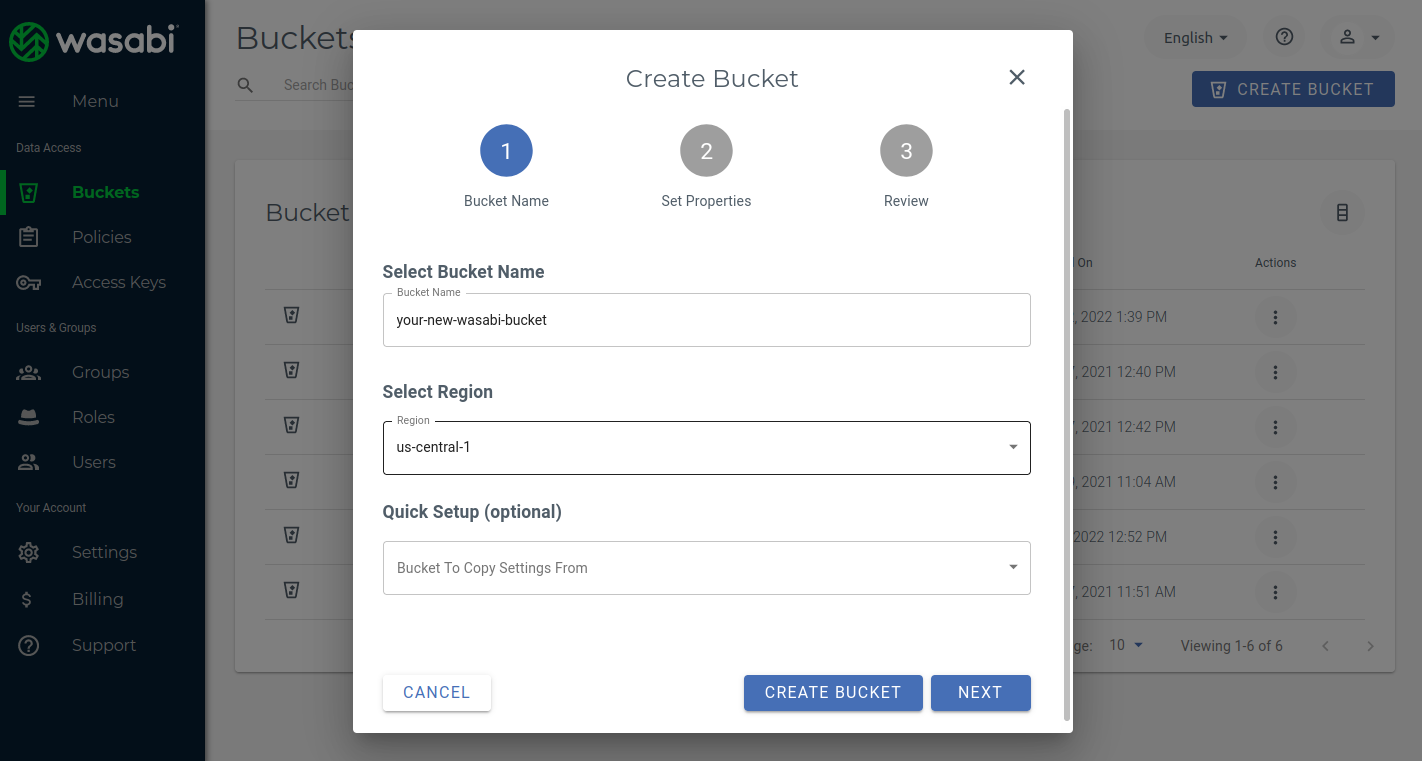 wasabi
Menu
Data Access
Buckets
Policies
Access Keys
Users & Groups
Groups
Roles
Users
Your Account
Settings
Billing
Support
Buckets
English
Search Buc
CREATE BUCKET
Bucket
On
Actions
2022 1:39 PM
2021 12:40 PM
2021 12:42 PM
2021 11:04 AM
2022 12:52 PM
2021 11:51 AM
ge:
10
Viewing 1-6 of 6
Create Bucket
1
2
3
Bucket Name
Set Properties
Review
Select Bucket Name
Bucket Name
your-new-wasabi-bucket
Select Region
Region
us-central-1
Quick Setup (optional)
Bucket To Copy Settings From
CANCEL
CREATE BUCKET
NEXT